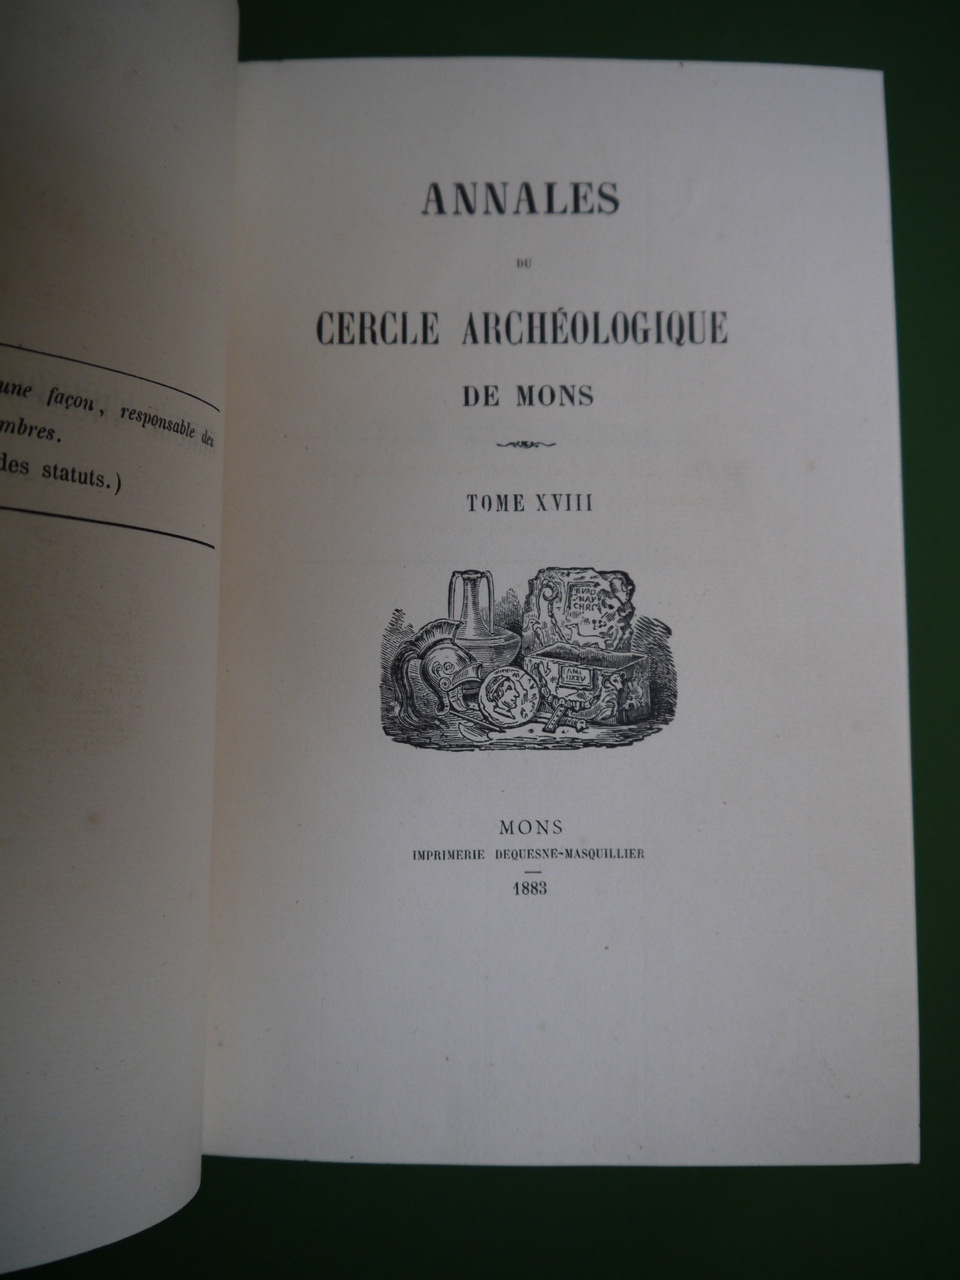 une façon, responsable des
mbres.
des statuts.)
ANNALES
DU
CERCLE ARCHÉOLOGIQUE
DE MONS
TOME XVIII
MONS
IMPRIMERIE DEQUESNE-MASQUILLIER
1883